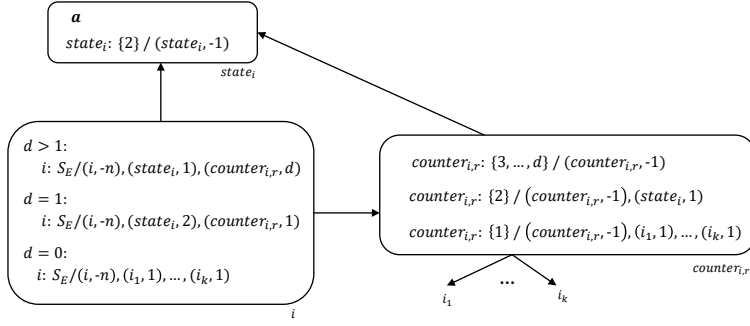 a
state_i: {2} / (state_i, -1)
state_i
d > 1:
i: S_E/(i, -n), (state_i, 1), (counter_{i,r}, d)
d = 1:
i: S_E/(i, -n), (state_i, 2), (counter_{i,r}, 1)
d = 0:
i: S_E/(i, -n), (i_1, 1), ..., (i_k, 1)
i
counter_{i,r}: {3, ..., d} / (counter_{i,r}, -1)
counter_{i,r}: {2} / (counter_{i,r}, -1), (state_i, 1)
counter_{i,r}: {1} / (counter_{i,r}, -1), (i_1, 1), ..., (i_k, 1)
counter_{i,r}
i_1 ... i_k